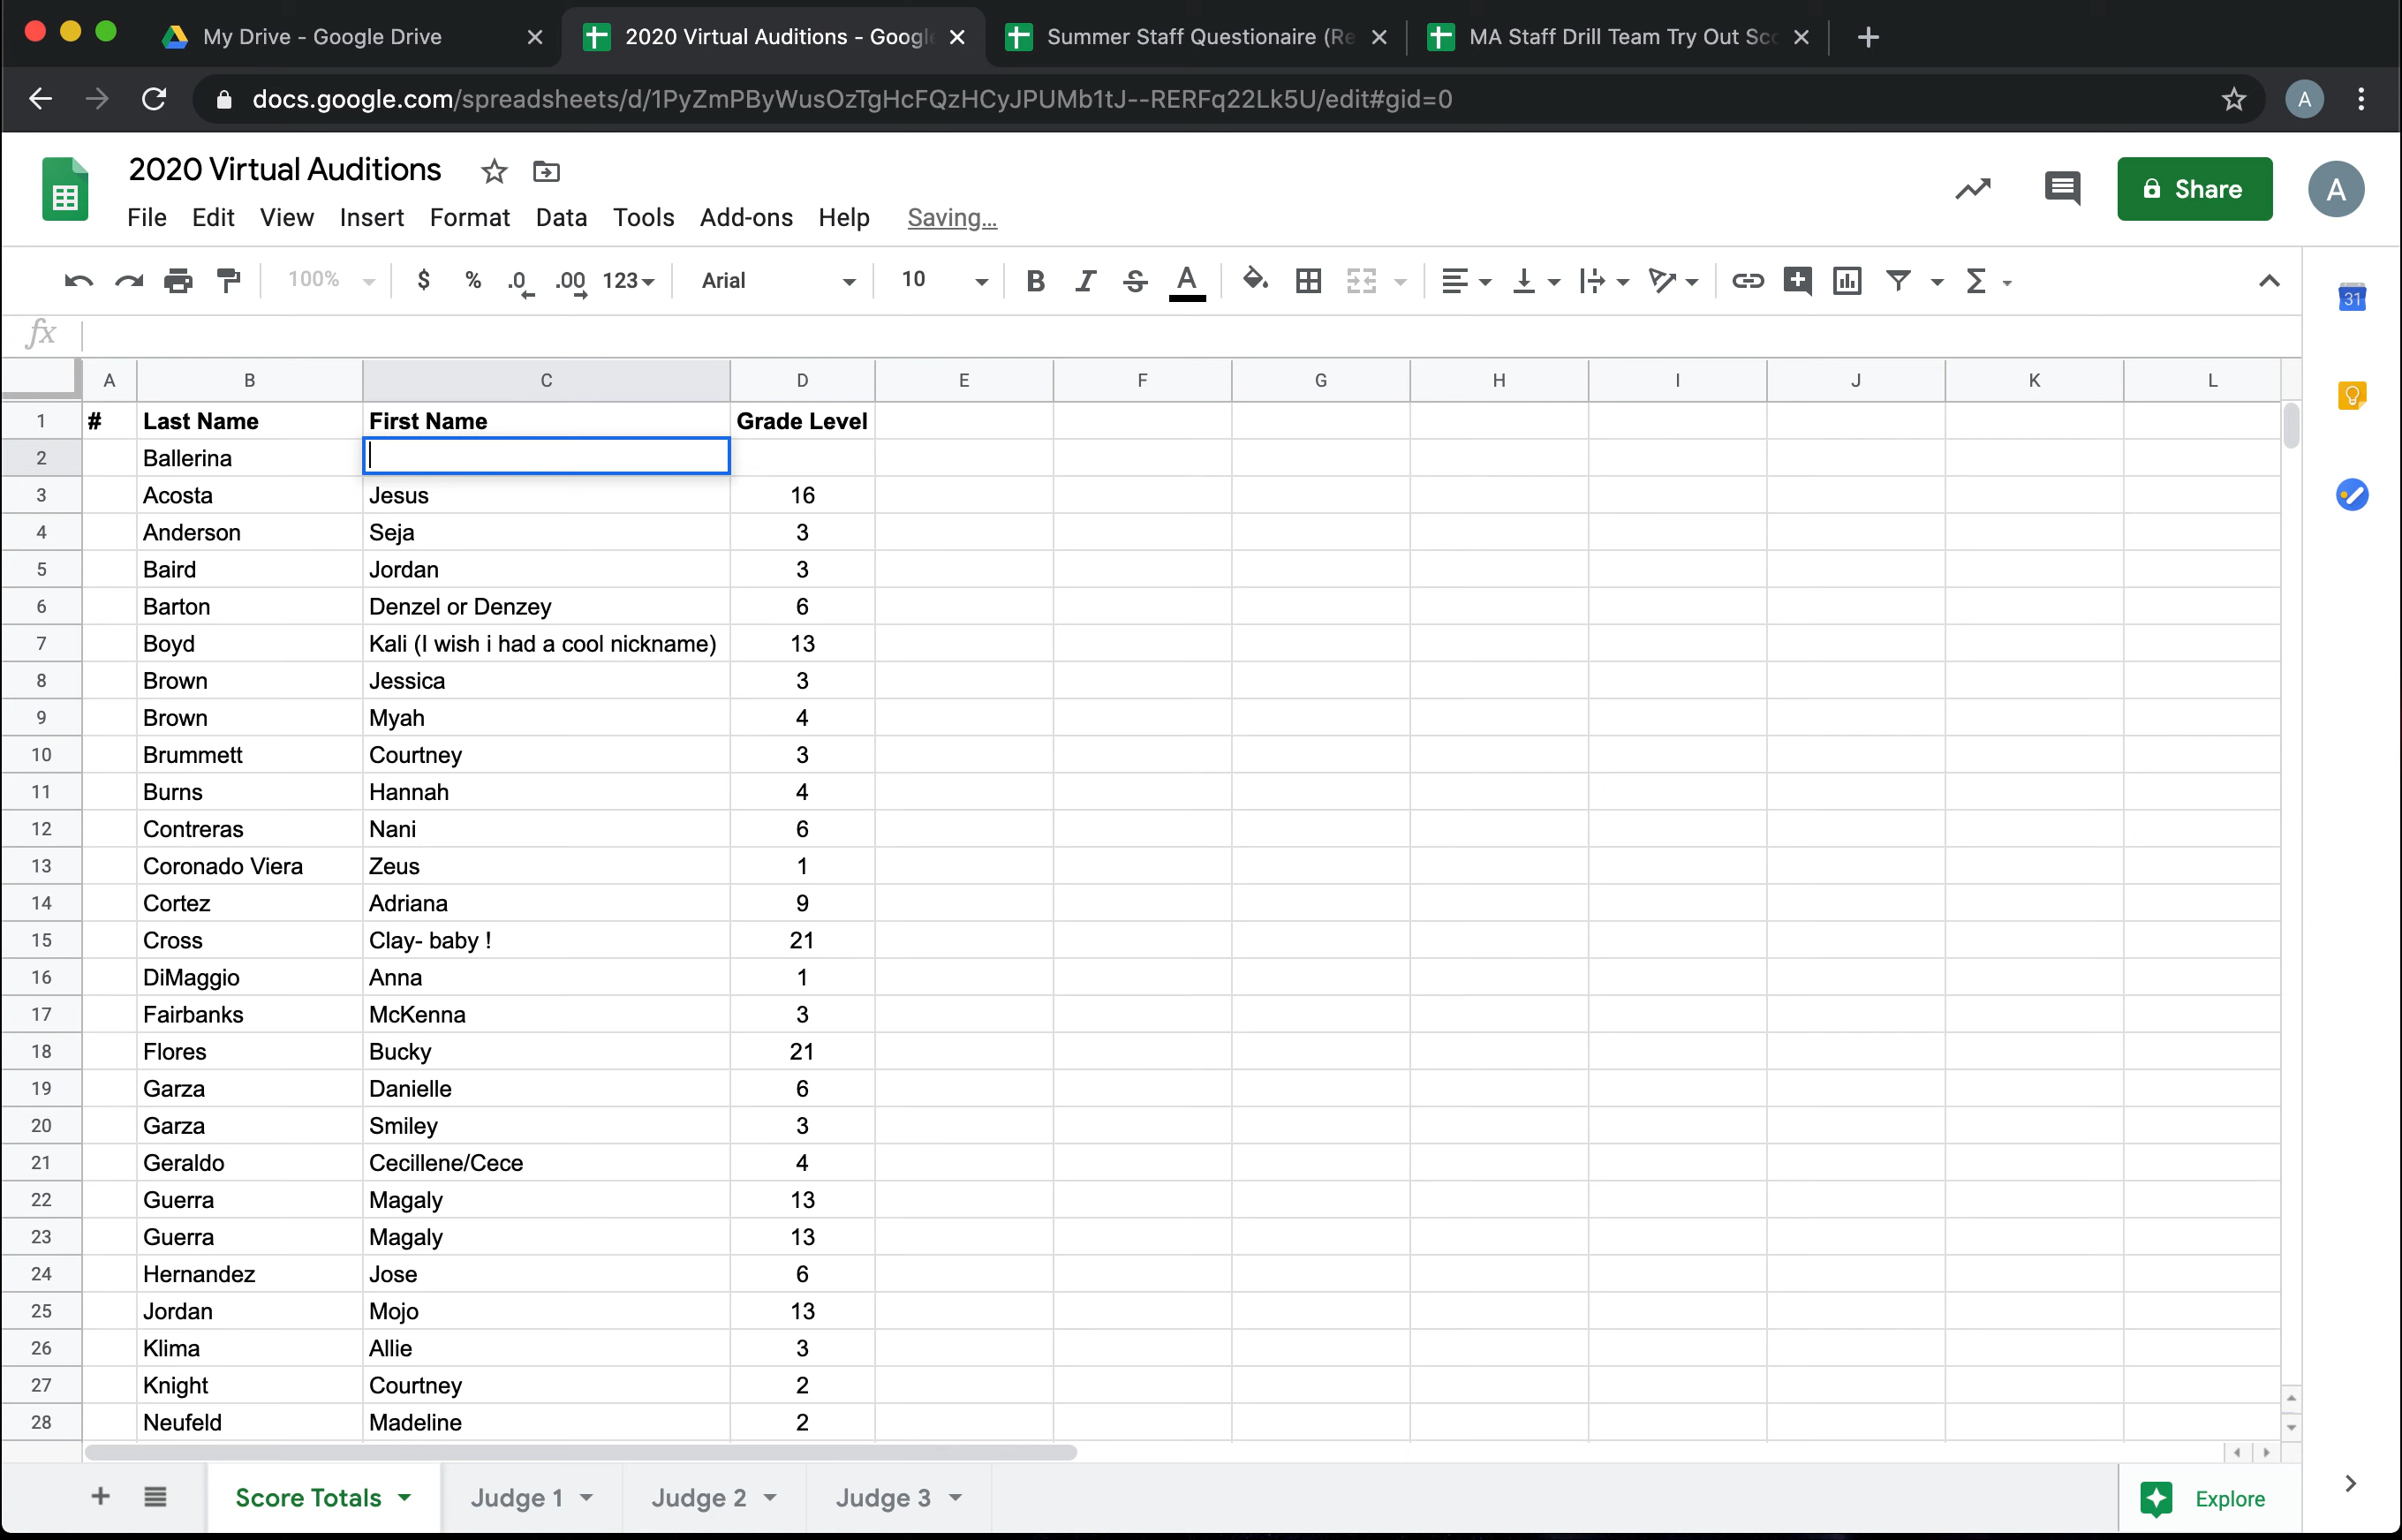 My Drive - Google Drive
2020 Virtual Auditions - Google
Summer Staff Questionaire (Re
MA Staff Drill Team Try Out Sco
docs.google.com/spreadsheets/d/1PyZmPByWusOzTgHcFQzHCyJPUMb1tJ--RERFq22Lk5U/edit#gid=0
A
2020 Virtual Auditions
File Edit View Insert Format Data Tools Add-ons Help Saving...
Share
A
100% $ % .0 .00 123 Arial 10 B I S A Σ
31
fx
A B C D E F G H I J K L
1 # Last Name First Name Grade Level
2 Ballerina
3 Acosta Jesus 16
4 Anderson Seja 3
5 Baird Jordan 3
6 Barton Denzel or Denzey 6
7 Boyd Kali (I wish i had a cool nickname) 13
8 Brown Jessica 3
9 Brown Myah 4
10 Brummett Courtney 3
11 Burns Hannah 4
12 Contreras Nani 6
13 Coronado Viera Zeus 1
14 Cortez Adriana 9
15 Cross Clay- baby ! 21
16 DiMaggio Anna 1
17 Fairbanks McKenna 3
18 Flores Bucky 21
19 Garza Danielle 6
20 Garza Smiley 3
21 Geraldo Cecillene/Cece 4
22 Guerra Magaly 13
23 Guerra Magaly 13
24 Hernandez Jose 6
25 Jordan Mojo 13
26 Klima Allie 3
27 Knight Courtney 2
28 Neufeld Madeline 2
Score Totals Judge 1 Judge 2 Judge 3 Explore